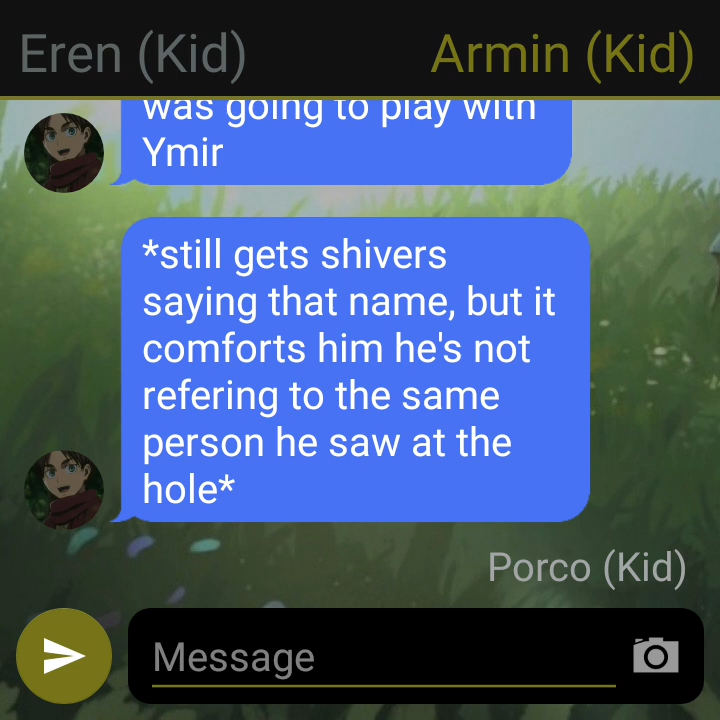 Eren (Kid)
Armin (Kid)
was going to play with
Ymir
*still gets shivers
saying that name, but it
comforts him he's not
refering to the same
person he saw at the
hole*
Porco (Kid)
Message